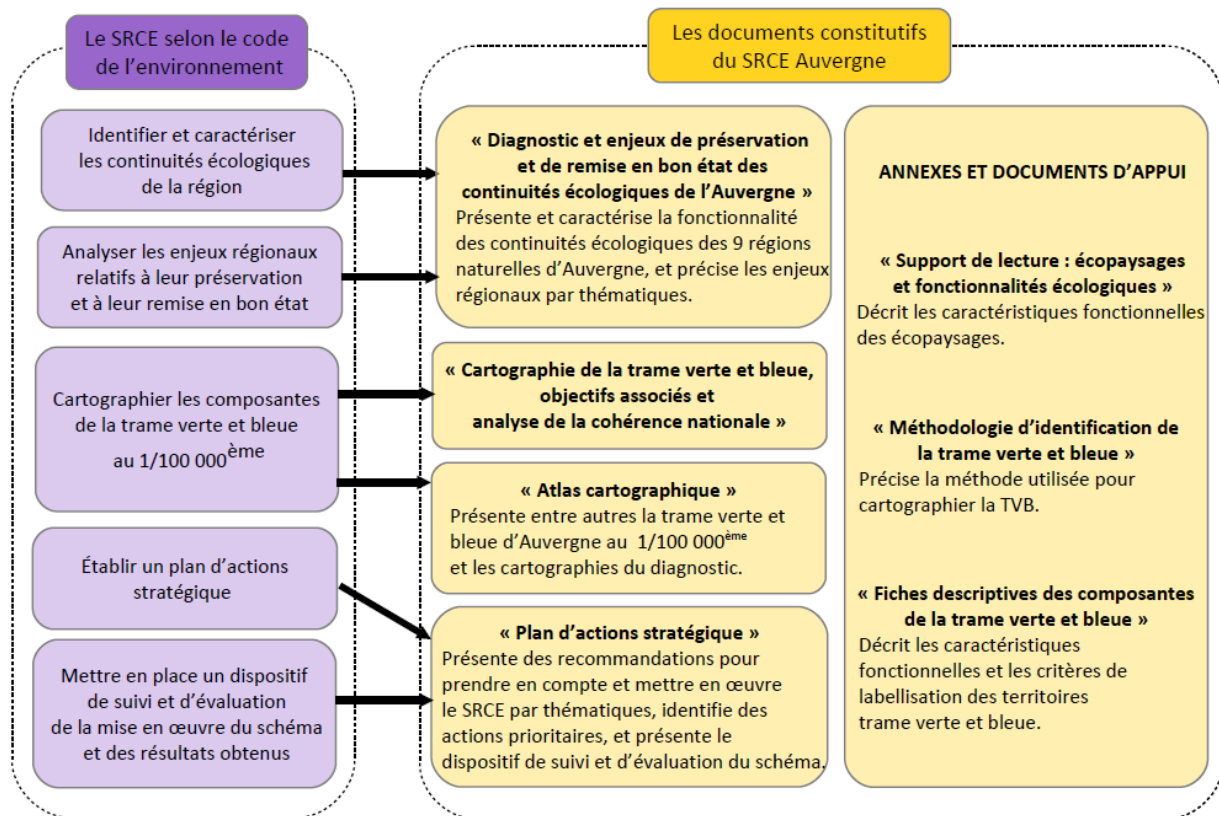 Le SRCE selon le code
de l’environnement
Identifier et caractériser
les continuités écologiques
de la région
Analyser les enjeux régionaux
relatifs à leur préservation
et à leur remise en bon état
Cartographier les composantes
de la trame verte et bleue
au 1/100 000ème
Établir un plan d’actions
stratégique
Mettre en place un dispositif
de suivi et d’évaluation
de la mise en œuvre du schéma
et des résultats obtenus
Les documents constitutifs
du SRCE Auvergne
« Diagnostic et enjeux de préservation
et de remise en bon état des
continuités écologiques de l’Auvergne »
Présente et caractérise la fonctionnalité
des continuités écologiques des 9 régions
naturelles d’Auvergne, et précise les enjeux
régionaux par thématiques.
« Cartographie de la trame verte et bleue,
objectifs associés et
analyse de la cohérence nationale »
« Atlas cartographique »
Présente entre autres la trame verte et
bleue d’Auvergne au 1/100 000ème
et les cartographies du diagnostic.
« Plan d’actions stratégique »
Présente des recommandations pour
prendre en compte et mettre en œuvre
le SRCE par thématiques, identifie des
actions prioritaires, et présente le
dispositif de suivi et d’évaluation du schéma.
ANNEXES ET DOCUMENTS D’APPUI
« Support de lecture : écopaysages
et fonctionnalités écologiques »
Décrit les caractéristiques fonctionnelles
des écopaysages.
« Méthodologie d’identification de
la trame verte et bleue »
Précise la méthode utilisée pour
cartographier la TVB.
« Fiches descriptives des composantes
de la trame verte et bleue »
Décrit les caractéristiques
fonctionnelles et les critères de
labellisation des territoires
trame verte et bleue.